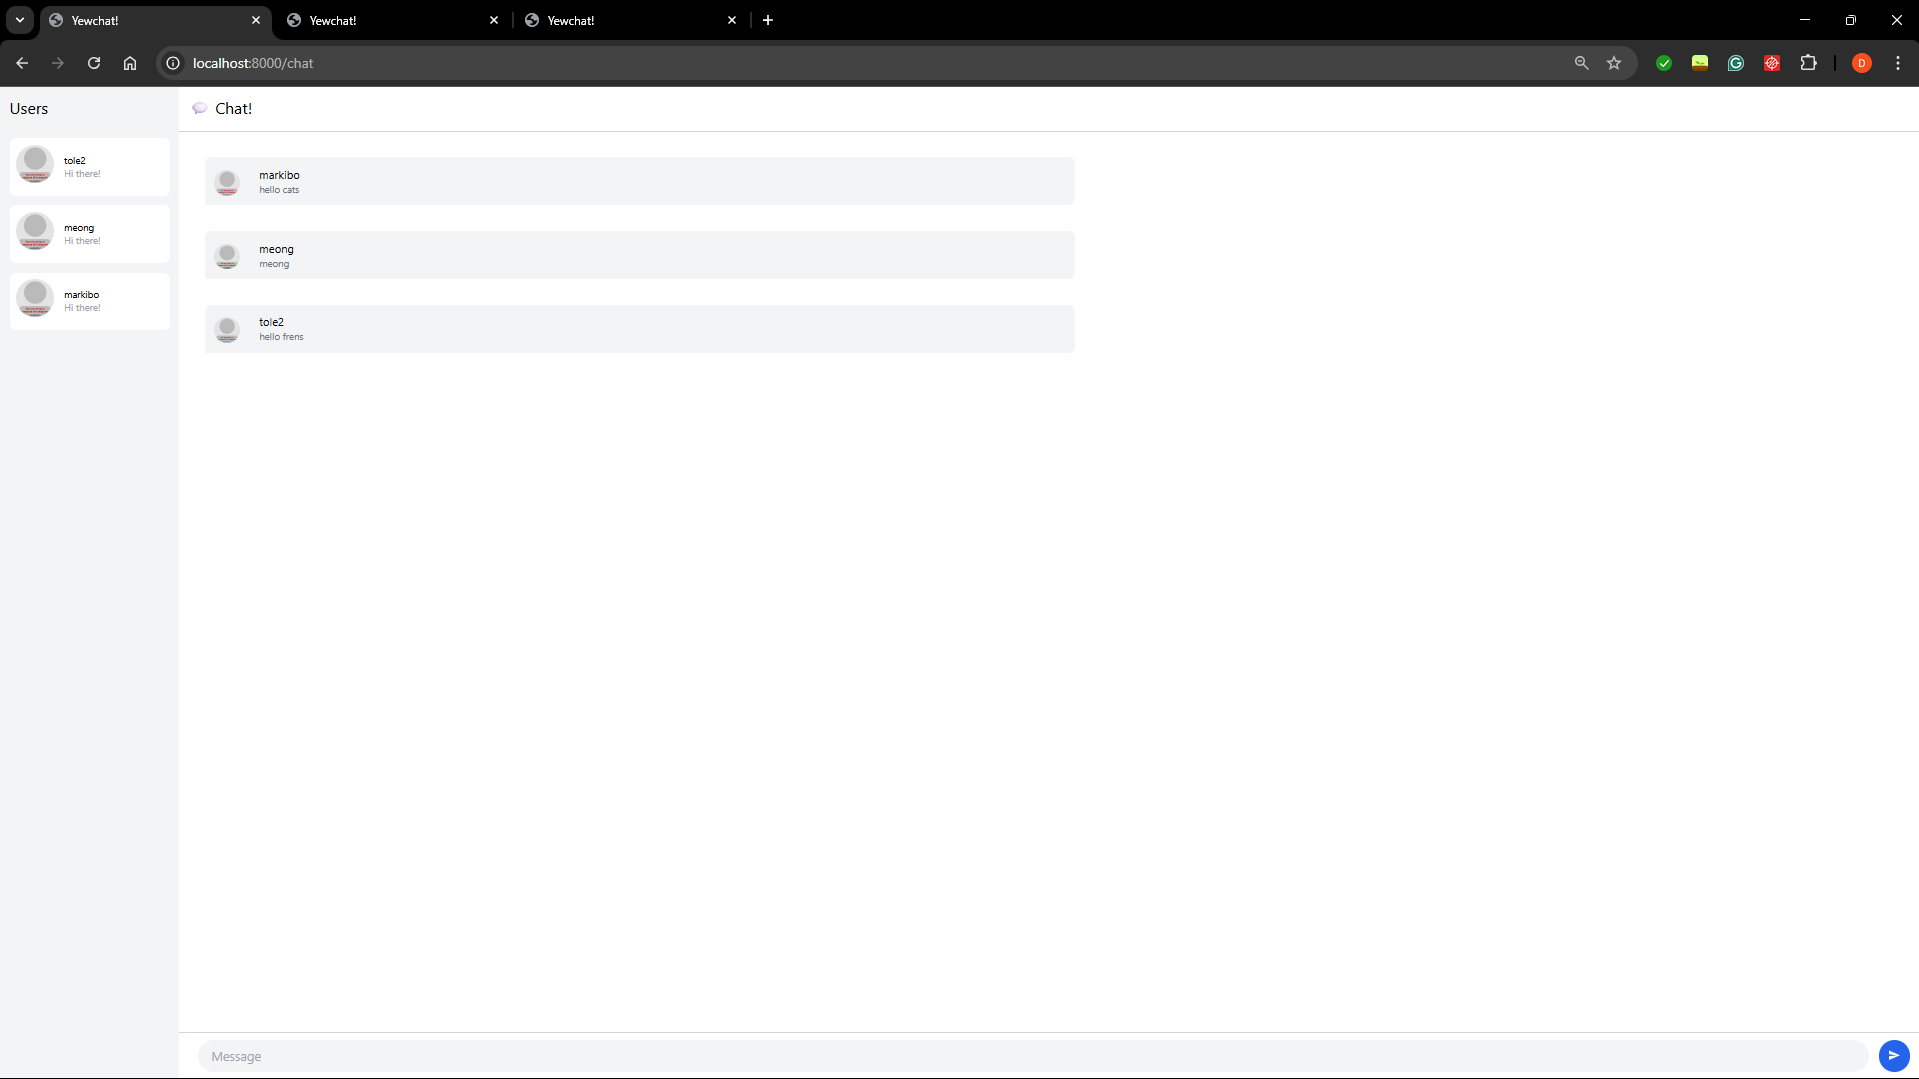 Yewchat!
Yewchat!
Yewchat!
localhost:8000/chat
D
Users
tole2
Hi there!
meong
Hi there!
markibo
Hi there!
Chat!
markibo
hello cats
meong
meong
tole2
hello frens
Message